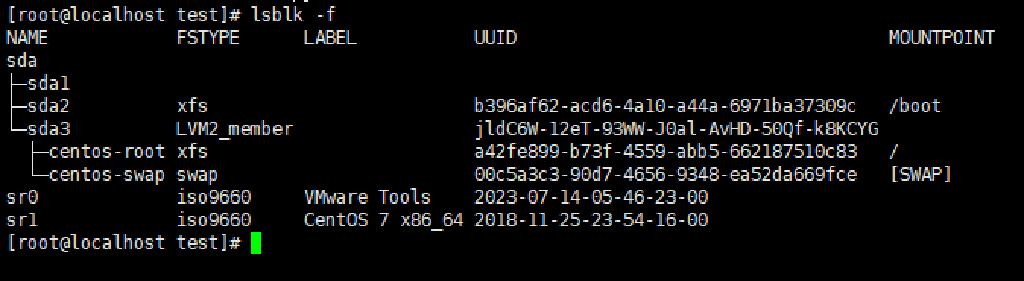 [root@localhost test]# lsblk -f
NAME            FSTYPE      LABEL           UUID                                   MOUNTPOINT
sda
├─sda1
├─sda2          xfs                         b396af62-acd6-4a10-a44a-6971ba37309c   /boot
└─sda3          LVM2_member                 jldC6W-12eT-93WW-J0al-AvHD-50Qf-k8KCYG
  ├─centos-root xfs                         a42fe899-b73f-4559-abb5-662187510c83   /
  └─centos-swap swap                        00c5a3c3-90d7-4656-9348-ea52da669fce   [SWAP]
sr0             iso9660     VMware Tools    2023-07-14-05-46-23-00
sr1             iso9660     CentOS 7 x86_64 2018-11-25-23-54-16-00
[root@localhost test]#